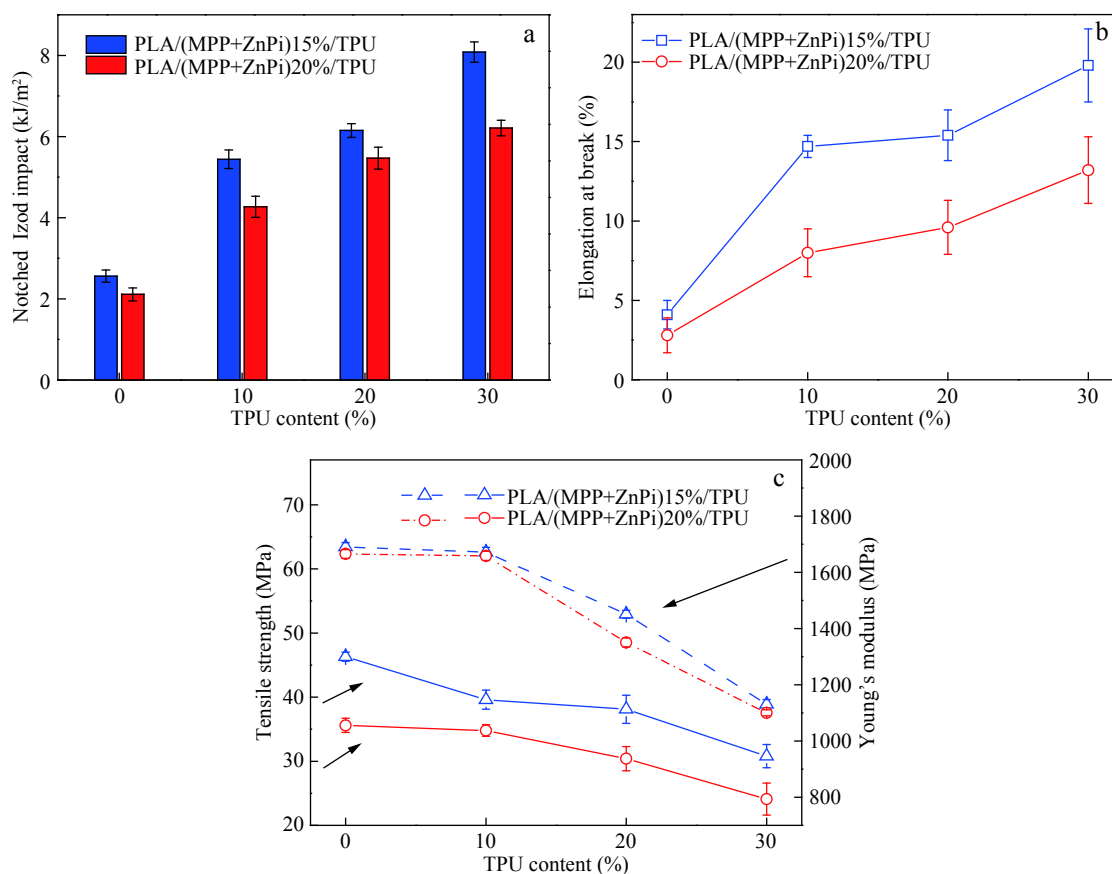 a
PLA/(MPP+ZnPi)15%/TPU
PLA/(MPP+ZnPi)20%/TPU
Notched Izod impact (kJ/m²)
8
6
4
2
0
0 10 20 30
TPU content (%)
b
PLA/(MPP+ZnPi)15%/TPU
PLA/(MPP+ZnPi)20%/TPU
Elongation at break (%)
20
15
10
5
0
0 10 20 30
TPU content (%)
c
PLA/(MPP+ZnPi)15%/TPU
PLA/(MPP+ZnPi)20%/TPU
Tensile strength (MPa)
70
60
50
40
30
20
Young's modulus (MPa)
2000
1800
1600
1400
1200
1000
800
0 10 20 30
TPU content (%)